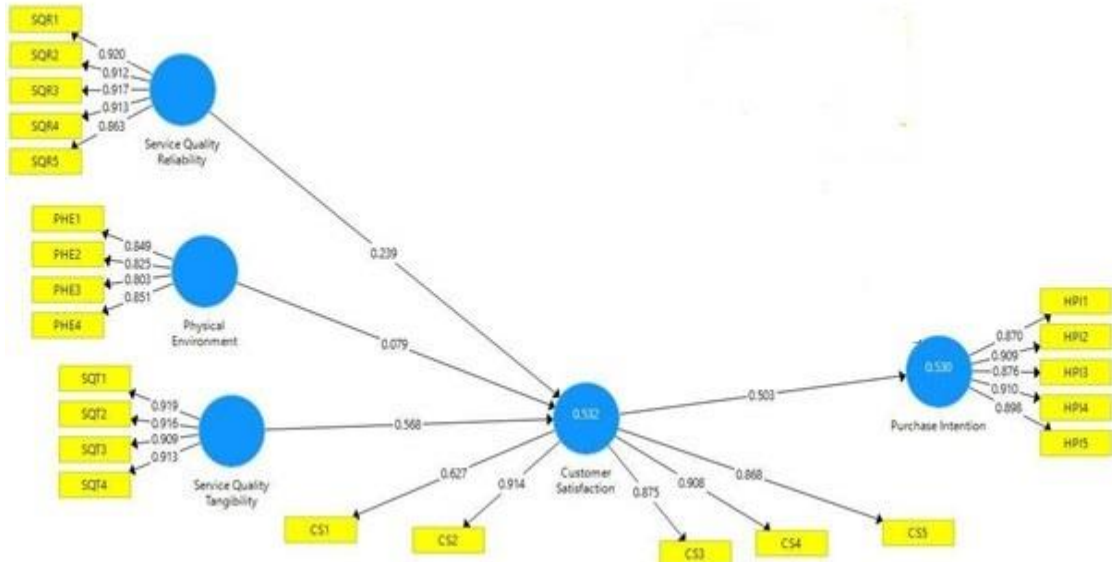 SQR1
SQR2
SQR3
SQR4
SQR5
0.920
0.912
0.917
0.913
0.863
Service Quality
Reliability
0.239
PHE1
PHE2
PHE3
PHE4
0.849
0.825
0.803
0.851
Physical
Environment
0.079
SQT1
SQT2
SQT3
SQT4
0.919
0.916
0.909
0.913
Service Quality
Tangibility
0.568
0.532
Customer
Satisfaction
0.627
0.914
0.875
0.908
0.868
CS1
CS2
CS3
CS4
CS5
0.503
0.530
Purchase Intention
0.870
0.909
0.876
0.910
0.898
HPI1
HPI2
HPI3
HPI4
HPI5